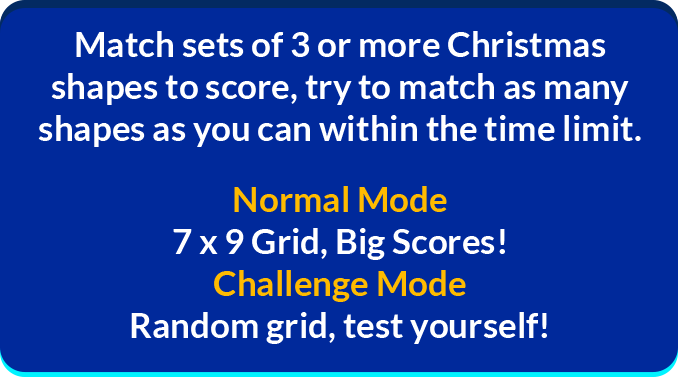 Match sets of 3 or more Christmas
shapes to score, try to match as many
shapes as you can within the time limit.
Normal Mode
7 x 9 Grid, Big Scores!
Challenge Mode
Random grid, test yourself!